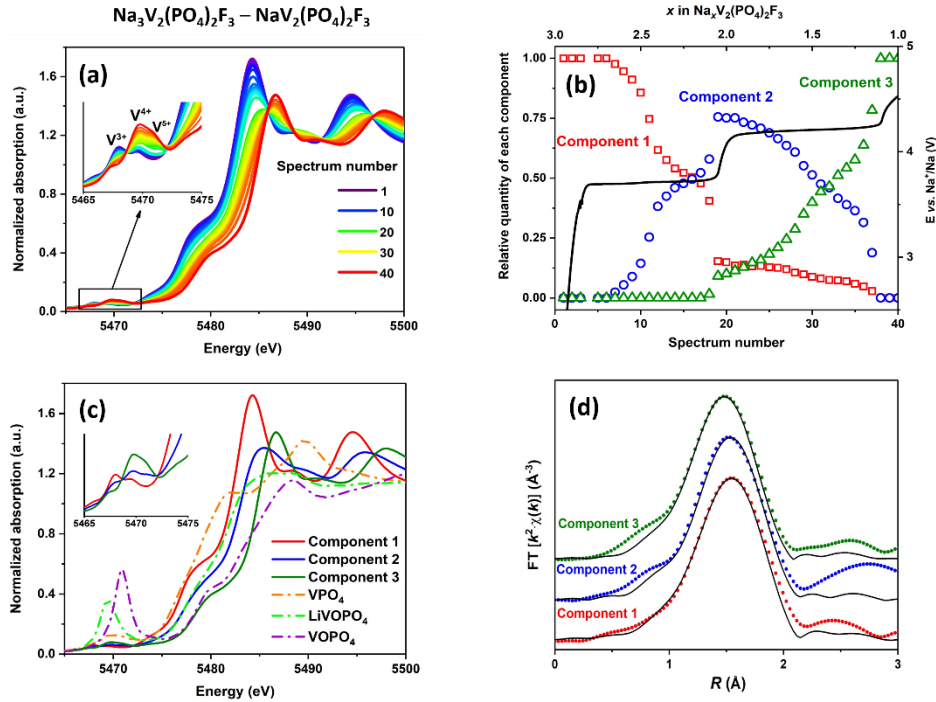 Na3V2(PO4)2F3 – NaV2(PO4)2F3
(a)
Normalized absorption (a.u.)
1.6
1.2
0.8
0.4
0.0
V3+
V4+
V5+
5465 5470 5475
Spectrum number
1
10
20
30
40
5470 5480 5490 5500
Energy (eV)
x in NaxV2(PO4)2F3
3.0 2.5 2.0 1.5 1.0
(b)
Relative quantity of each component
1.00
0.75
0.50
0.25
0.00
Component 1
Component 2
Component 3
5
4
3
E vs. Na+/Na (V)
0 10 20 30 40
Spectrum number
(c)
Normalized absorption (a.u.)
1.6
1.2
0.8
0.4
0.0
5465 5470 5475
Component 1
Component 2
Component 3
VPO4
LiVOPO4
VOPO4
5470 5480 5490 5500
Energy (eV)
(d)
FT [k2·χ(k)] (Å-3)
Component 3
Component 2
Component 1
0 1 2 3
R (Å)